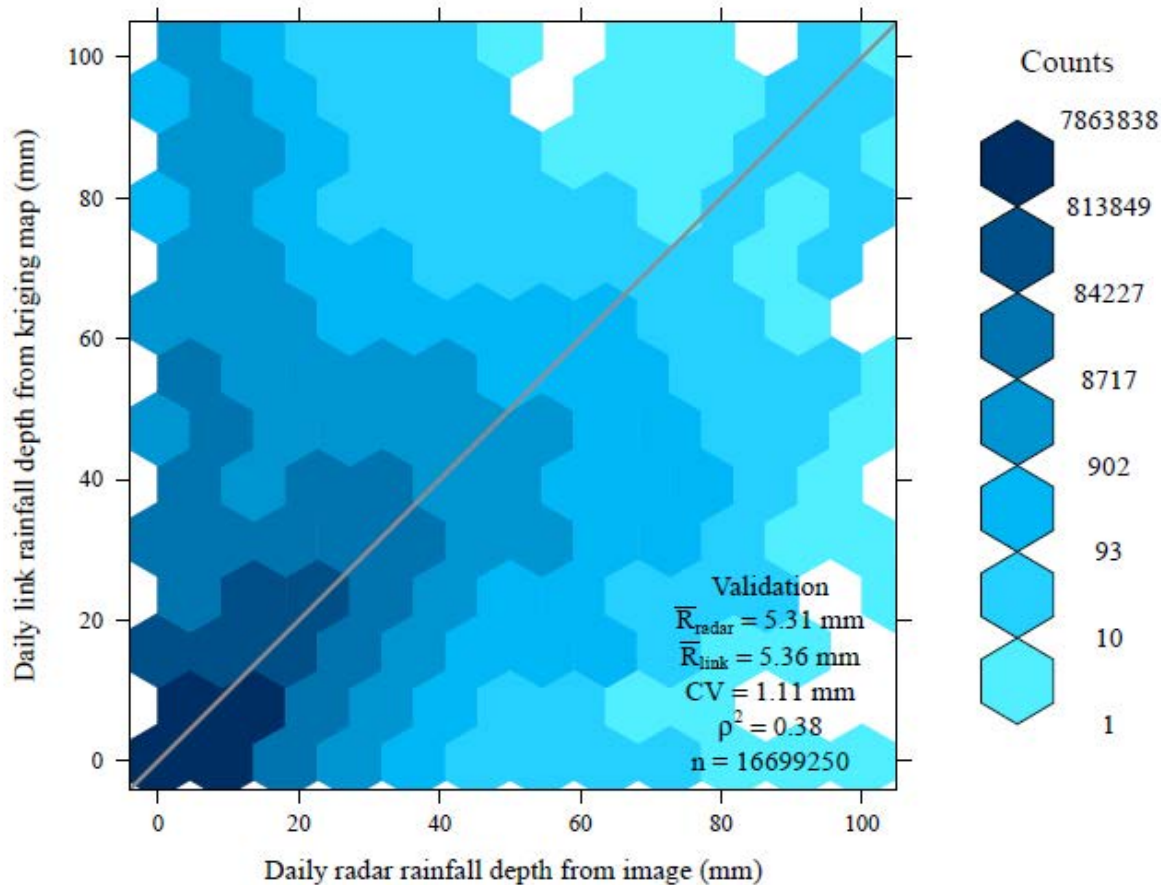 Daily link rainfall depth from kriging map (mm)
100
80
60
40
20
0
0 20 40 60 80 100
Daily radar rainfall depth from image (mm)
Validation
R̅radar = 5.31 mm
R̅link = 5.36 mm
CV = 1.11 mm
ρ² = 0.38
n = 16699250
Counts
7863838
813849
84227
8717
902
93
10
1